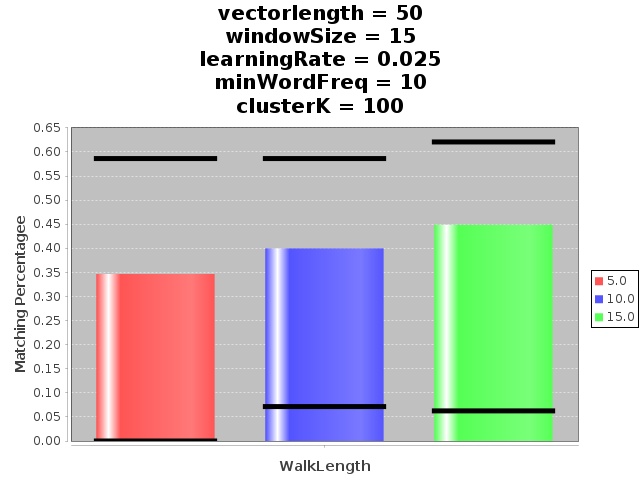 vectorlength = 50
windowSize = 15
learningRate = 0.025
minWordFreq = 10
clusterK = 100
0.65
0.60
0.55
0.50
0.45
0.40
0.35
0.30
0.25
0.20
0.15
0.10
0.05
0.00
Matching Percentagee
WalkLength
5.0
10.0
15.0